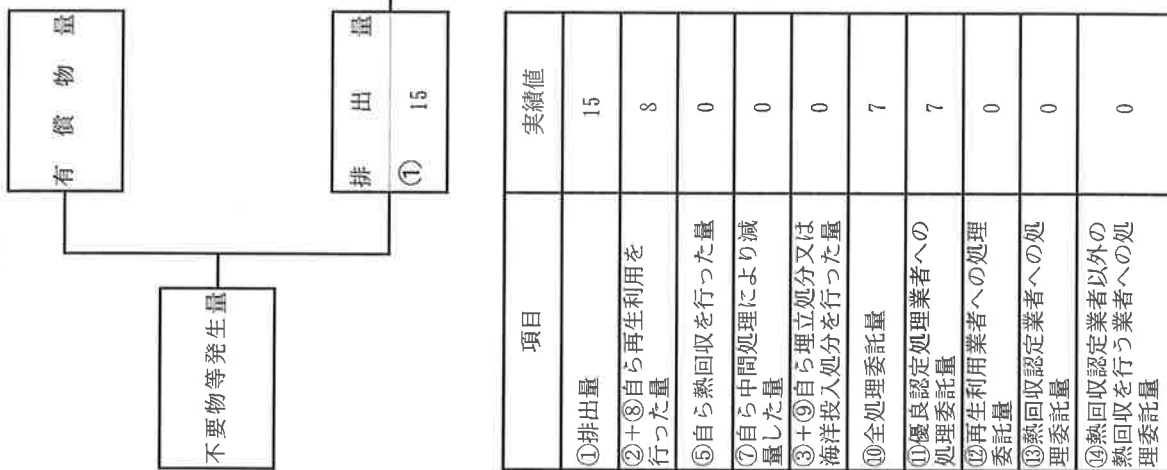 有償物量
不要物等発生量
排出量
① 15
項目 実績値
①排出量 15
②+⑧自ら再生利用を
行った量 8
⑤自ら熱回収を行った量 0
⑦自ら中間処理により減
量した量 0
③+⑨自ら埋立処分又は
海洋投入処分を行った量 0
⑩全処理委託量 7
⑪優良認定処理業者への
処理委託量 7
⑫再生利用業者への処理
委託量 0
⑬熱回収認定業者への処
理委託量 0
⑭熱回収認定業者以外の
熱回収を行う業者への処
理委託量 0